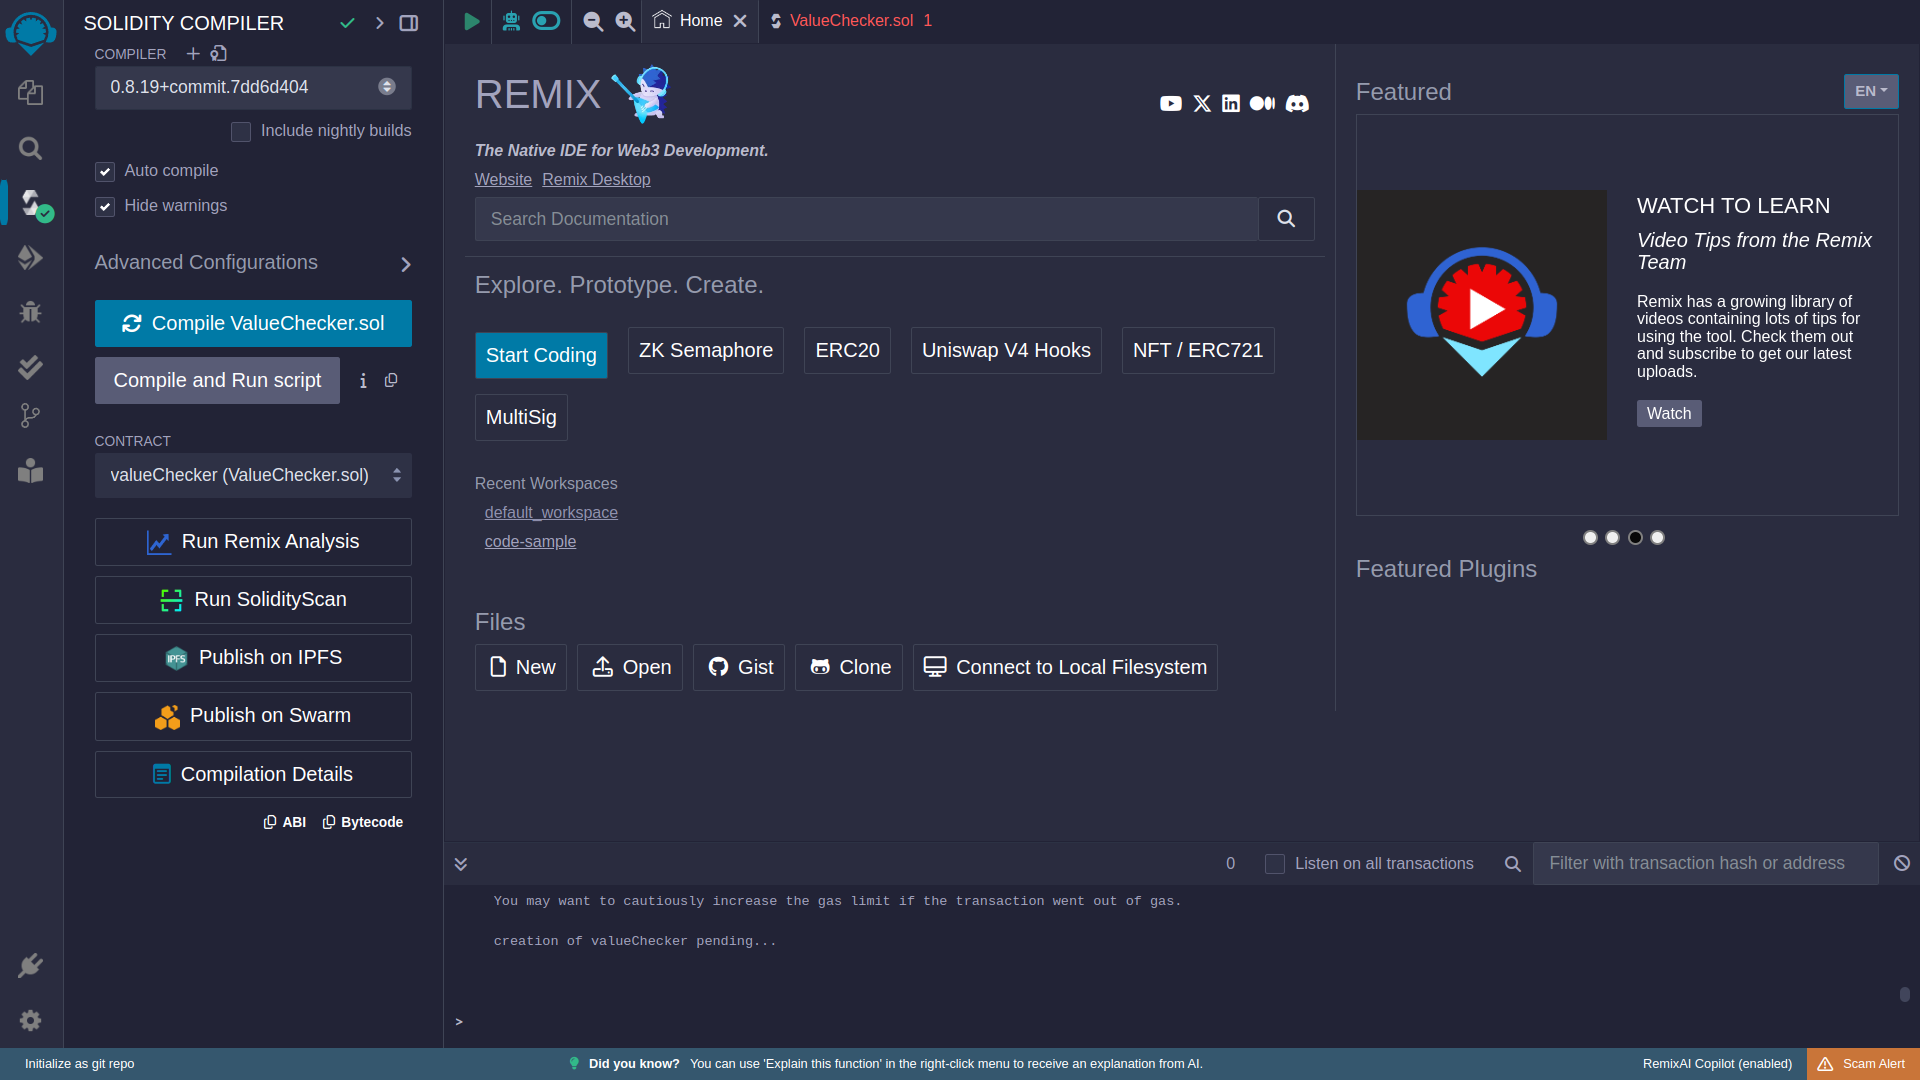 SOLIDITY COMPILER
COMPILER
0.8.19+commit.7dd6d404
Include nightly builds
Auto compile
Hide warnings
Advanced Configurations
Compile ValueChecker.sol
Compile and Run script
CONTRACT
valueChecker (ValueChecker.sol)
Run Remix Analysis
Run SolidityScan
IPFS Publish on IPFS
Publish on Swarm
Compilation Details
ABI Bytecode
Home ValueChecker.sol 1
REMIX
The Native IDE for Web3 Development.
Website Remix Desktop
Search Documentation
Explore. Prototype. Create.
Start Coding ZK Semaphore ERC20 Uniswap V4 Hooks NFT / ERC721
MultiSig
Recent Workspaces
default_workspace
code-sample
Files
New Open Gist Clone Connect to Local Filesystem
Featured
EN
WATCH TO LEARN
Video Tips from the Remix
Team
Remix has a growing library of
videos containing lots of tips for
using the tool. Check them out
and subscribe to get our latest
uploads.
Watch
Featured Plugins
0 Listen on all transactions Filter with transaction hash or address
You may want to cautiously increase the gas limit if the transaction went out of gas.
creation of valueChecker pending...
>
Initialize as git repo Did you know? You can use 'Explain this function' in the right-click menu to receive an explanation from AI. RemixAI Copilot (enabled) Scam Alert